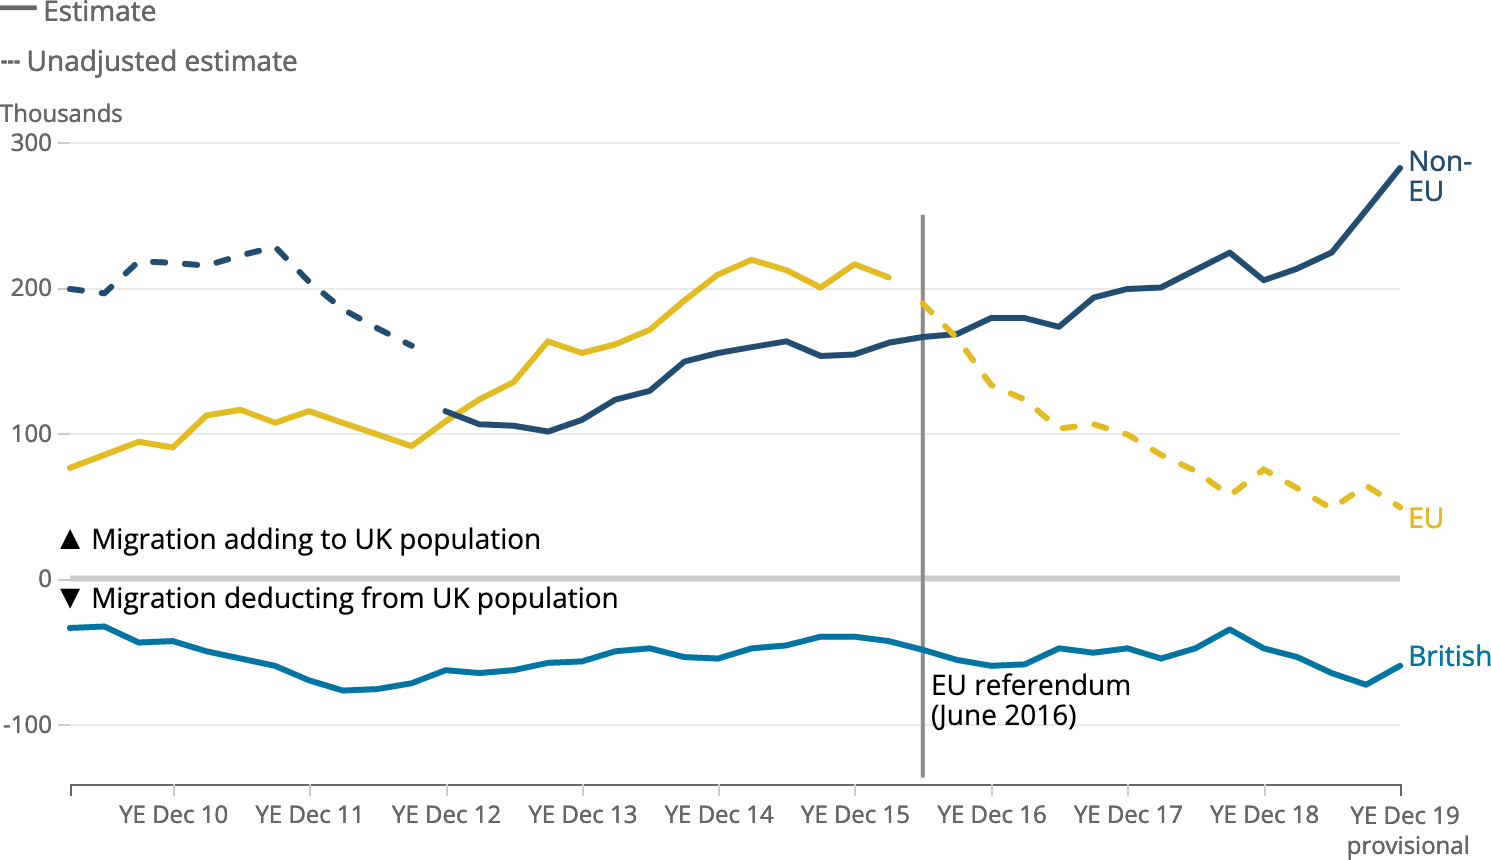 Estimate
Unadjusted estimate
Thousands
300
Non-
EU
200
100
EU
▲ Migration adding to UK population
0
▼ Migration deducting from UK population
British
EU referendum
(June 2016)
-100
YE Dec 10
YE Dec 11
YE Dec 12
YE Dec 13
YE Dec 14
YE Dec 15
YE Dec 16
YE Dec 17
YE Dec 18
YE Dec 19
provisional